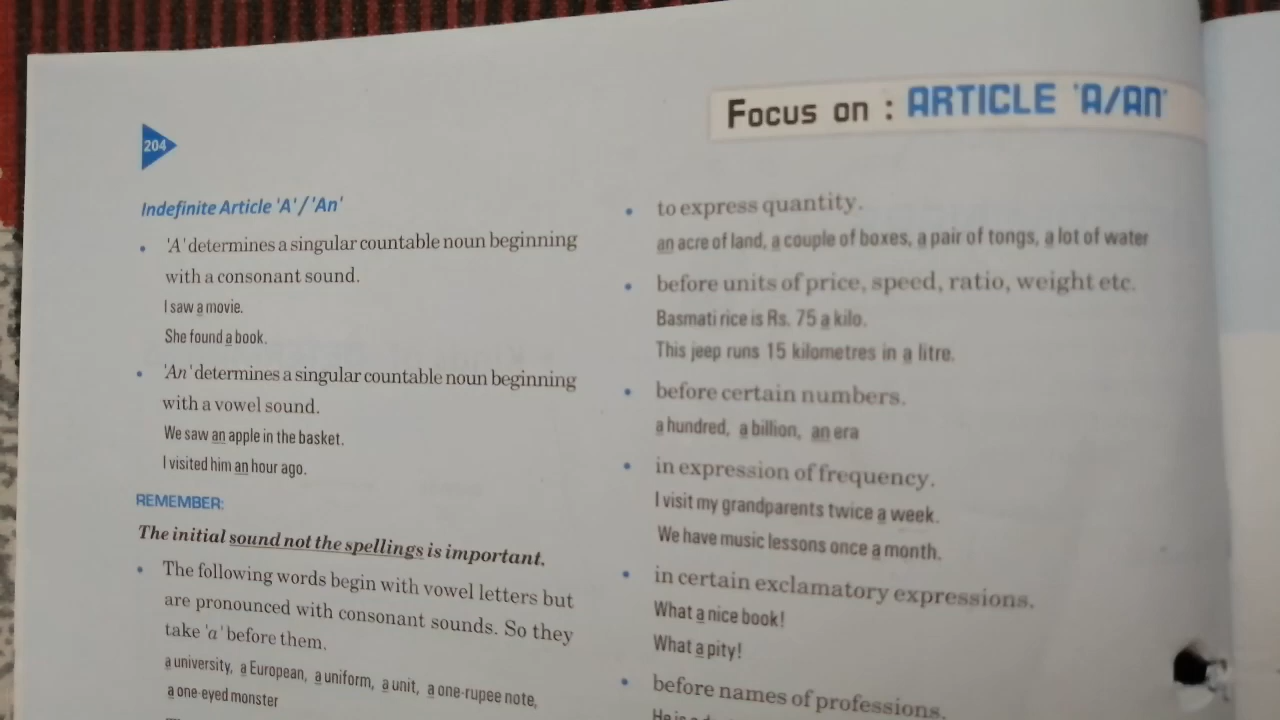 Focus on : ARTICLE 'A/AN'
204
Indefinite Article 'A' / 'An'
• 'A' determines a singular countable noun beginning
with a consonant sound.
I saw a movie.
She found a book.
• 'An' determines a singular countable noun beginning
with a vowel sound.
We saw an apple in the basket.
I visited him an hour ago.
REMEMBER:
The initial sound not the spellings is important.
• The following words begin with vowel letters but
are pronounced with consonant sounds. So they
take 'a' before them.
a university, a European, a uniform, a unit, a one-rupee note,
a one-eyed monster
• to express quantity.
an acre of land, a couple of boxes, a pair of tongs, a lot of water
• before units of price, speed, ratio, weight etc.
Basmati rice is Rs. 75 a kilo.
This jeep runs 15 kilometres in a litre.
• before certain numbers.
a hundred, a billion, an era
• in expression of frequency.
I visit my grandparents twice a week.
We have music lessons once a month.
• in certain exclamatory expressions.
What a nice book!
What a pity!
• before names of professions.